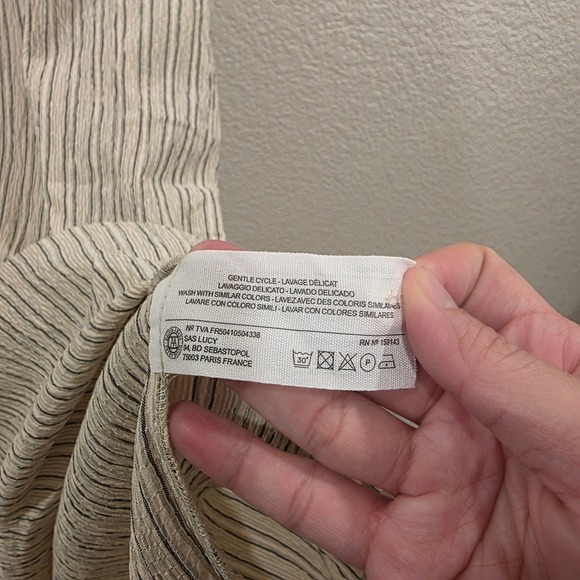 GENTLE CYCLE - LAVAGE DÉLICAT
LAVAGGIO DELICATO - LAVADO DELICADO
WASH WITH SIMILAR COLORS - LAVEZ AVEC DES COLORIS SIMILAIRES
LAVARE CON COLORO SIMILI - LAVAR CON COLORES SIMILARES
Nº TVA FR50410504336
SAS LUCY
94, BD SEBASTOPOL
75003 PARIS FRANCE
RN Nº 159143
30°
P